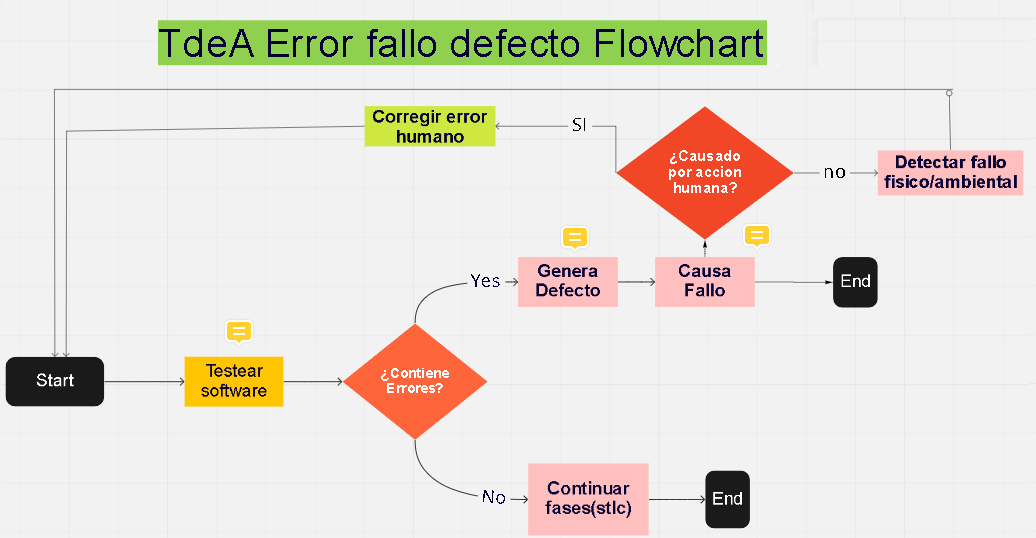 TdeA Error fallo defecto Flowchart
Corregir error
humano
SI
¿Causado
por accion
humana?
no
Detectar fallo
fisico/ambiental
Yes
Genera
Defecto
Causa
Fallo
End
Start
Testear
software
¿Contiene
Errores?
No
Continuar
fases(stlc)
End